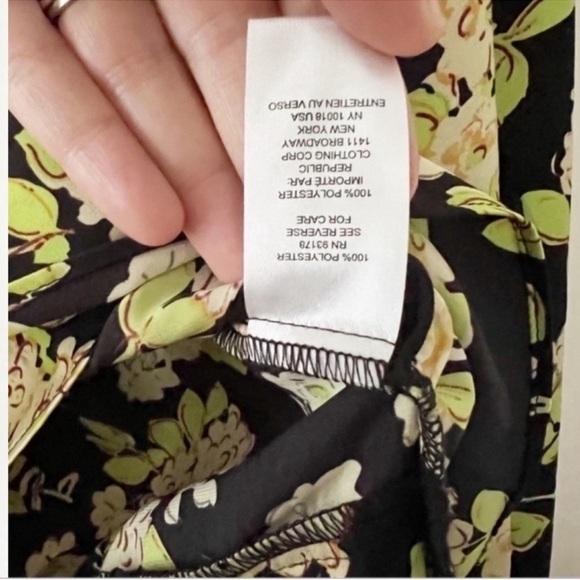 100% POLYESTER
RN 93178
SEE REVERSE
FOR CARE
100% POLYESTER
IMPORTÉ PAR:
REPUBLIC
CLOTHING CORP
1411 BROADWAY
NEW YORK
NY 10018 USA
ENTRETIEN AU VERSO